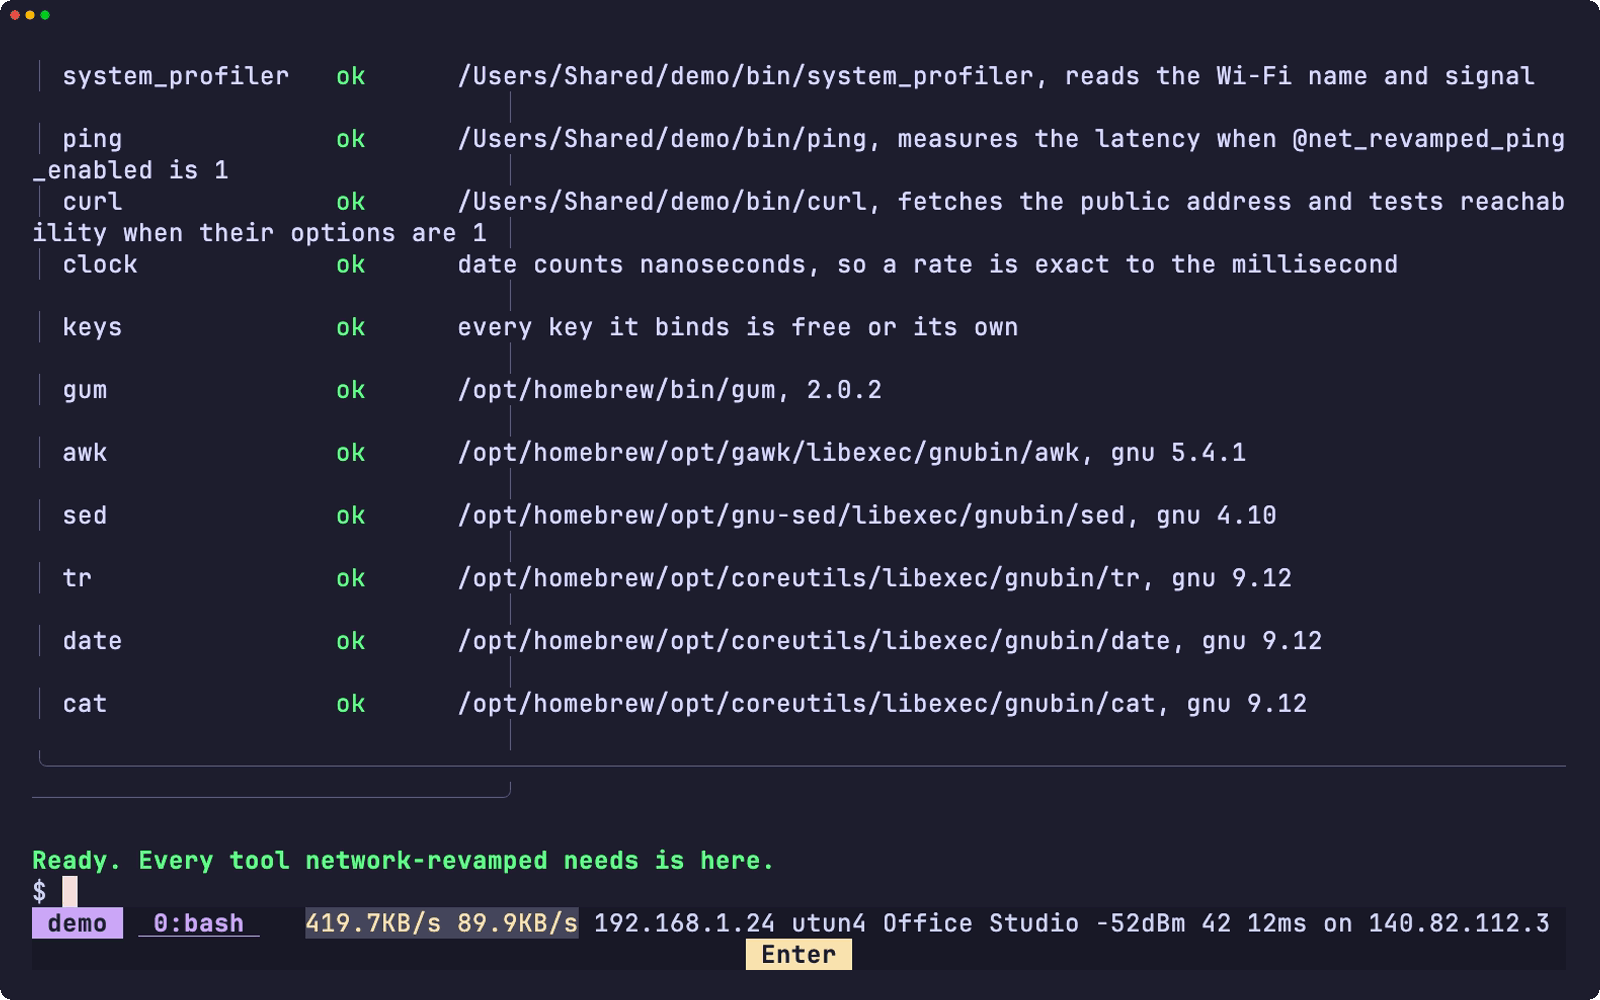 system_profiler ok /Users/Shared/demo/bin/system_profiler, reads the Wi-Fi name and signal
ping ok /Users/Shared/demo/bin/ping, measures the latency when @net_revamped_ping
_enabled is 1
curl ok /Users/Shared/demo/bin/curl, fetches the public address and tests reachab
ility when their options are 1
clock ok date counts nanoseconds, so a rate is exact to the millisecond
keys ok every key it binds is free or its own
gum ok /opt/homebrew/bin/gum, 2.0.2
awk ok /opt/homebrew/opt/gawk/libexec/gnubin/awk, gnu 5.4.1
sed ok /opt/homebrew/opt/gnu-sed/libexec/gnubin/sed, gnu 4.10
tr ok /opt/homebrew/opt/coreutils/libexec/gnubin/tr, gnu 9.12
date ok /opt/homebrew/opt/coreutils/libexec/gnubin/date, gnu 9.12
cat ok /opt/homebrew/opt/coreutils/libexec/gnubin/cat, gnu 9.12
Ready. Every tool network-revamped needs is here.
$
demo 0:bash 419.7KB/s 89.9KB/s 192.168.1.24 utun4 Office Studio -52dBm 42 12ms on 140.82.112.3
Enter